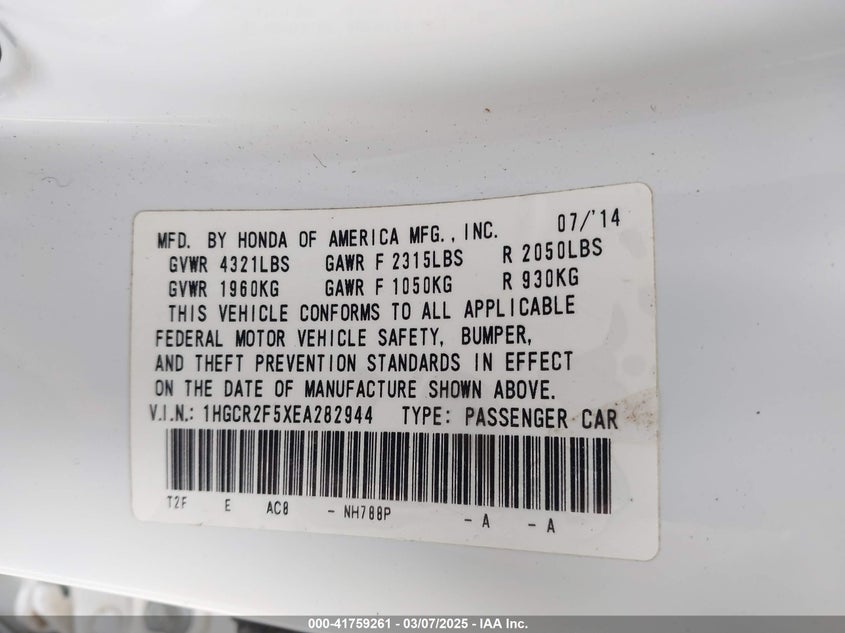 MFD. BY HONDA OF AMERICA MFG., INC. 07/'14
GVWR 4321LBS GAWR F 2315LBS R 2050LBS
GVWR 1960KG GAWR F 1050KG R 930KG
THIS VEHICLE CONFORMS TO ALL APPLICABLE
FEDERAL MOTOR VEHICLE SAFETY, BUMPER,
AND THEFT PREVENTION STANDARDS IN EFFECT
ON THE DATE OF MANUFACTURE SHOWN ABOVE.
V.I.N.: 1HGCR2F5XEA282944 TYPE: PASSENGER CAR
T2F E AC8 - NH788P - A - A
000-41759261 - 03/07/2025 - IAA Inc.